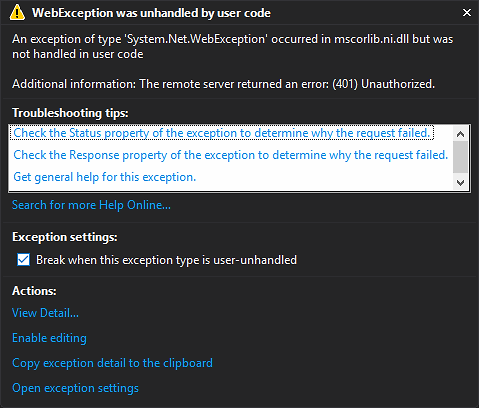 WebException was unhandled by user code
An exception of type 'System.Net.WebException' occurred in mscorlib.ni.dll but was
not handled in user code
Additional information: The remote server returned an error: (401) Unauthorized.
Troubleshooting tips:
Check the Status property of the exception to determine why the request failed.
Check the Response property of the exception to determine why the request failed.
Get general help for this exception.
Search for more Help Online...
Exception settings:
Break when this exception type is user-unhandled
Actions:
View Detail...
Enable editing
Copy exception detail to the clipboard
Open exception settings